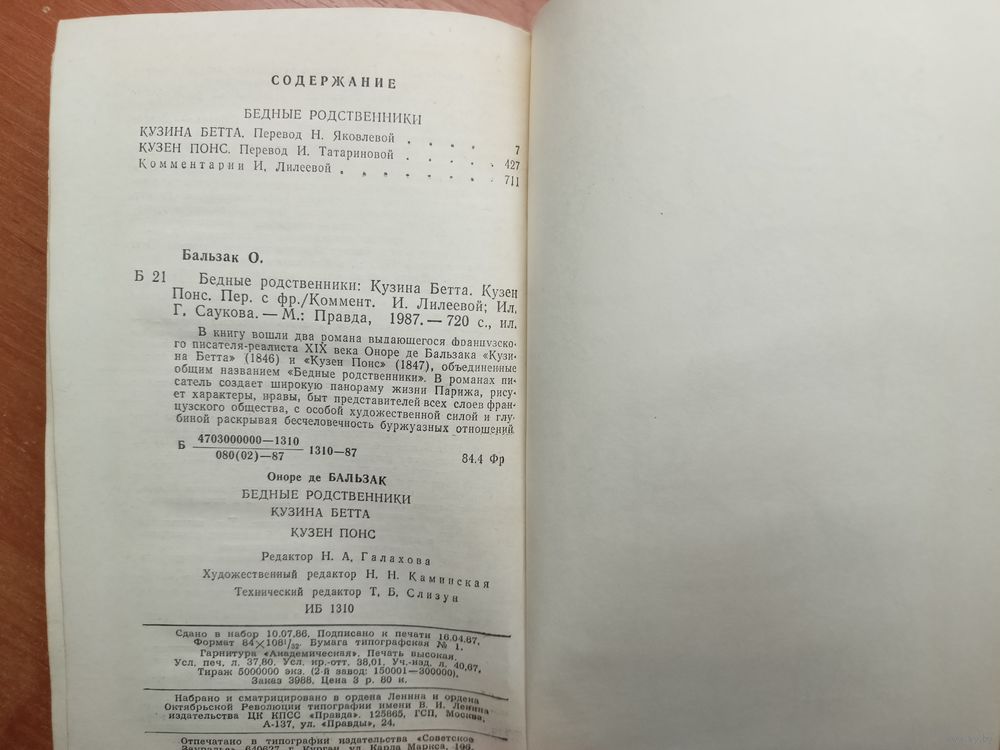 СОДЕРЖАНИЕ
БЕДНЫЕ РОДСТВЕННИКИ
КУЗИНА БЕТТА. Перевод Н. Яковлевой . . . . 7
КУЗЕН ПОНС. Перевод И. Татариновой . . . . . 427
Комментарии И. Лилеевой . . . . . . . . 711
Бальзак О.
Б 21 Бедные родственники: Кузина Бетта. Кузен
Понс. Пер. с фр./Коммент. И. Лилеевой; Ил.
Г. Саукова. — М.: Правда, 1987. — 720 с., ил.
В книгу вошли два романа выдающегося французско-
го писателя-реалиста XIX века Оноре де Бальзака «Кузи-
на Бетта» (1846) и «Кузен Понс» (1847), объединенные
общим названием «Бедные родственники». В романах пи-
сатель создает широкую панораму жизни Парижа, рису-
ет характеры, нравы, быт представителей всех слоев фран-
цузского общества, с особой художественной силой и глу-
биной раскрывая бесчеловечность буржуазных отношений.
Б 4703000000—1310
080(02)—87 1310—87
84.4 Фр
Оноре де БАЛЬЗАК
БЕДНЫЕ РОДСТВЕННИКИ
КУЗИНА БЕТТА
КУЗЕН ПОНС
Редактор Н. А. Галахова
Художественный редактор Н. Н. Каминская
Технический редактор Т. Б. Слизун
ИБ 1310
Сдано в набор 10.07.86. Подписано к печати 16.04.87.
Формат 84×108¹/₃₂. Бумага типографская № 1.
Гарнитура «Академическая». Печать высокая.
Усл. печ. л. 37,80. Усл. кр.-отт. 38,01. Уч.-изд. л. 40,67.
Тираж 5000000 экз. (2-й завод: 150001—300000).
Заказ 3988. Цена 3 р. 80 к.
Набрано и сматрицировано в ордена Ленина и ордена
Октябрьской Революции типографии имени В. И. Ленина
издательства ЦК КПСС «Правда». 125865, ГСП, Москва,
А-137, ул. «Правды», 24.
Отпечатано в типографии издательства «Советское
Зауралье» 640627, г. Курган, ул. Карла Маркса, 106.